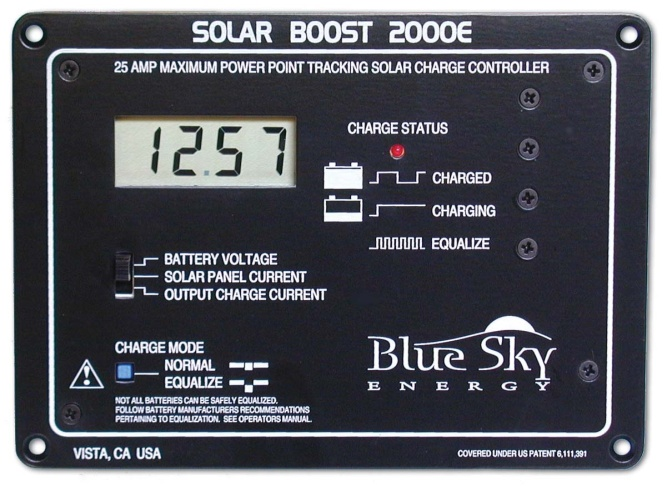 SOLAR BOOST 2000E
25 AMP MAXIMUM POWER POINT TRACKING SOLAR CHARGE CONTROLLER
12.57
CHARGE STATUS
CHARGED
CHARGING
EQUALIZE
BATTERY VOLTAGE
SOLAR PANEL CURRENT
OUTPUT CHARGE CURRENT
CHARGE MODE
NORMAL
EQUALIZE
NOT ALL BATTERIES CAN BE SAFELY EQUALIZED.
FOLLOW BATTERY MANUFACTURERS RECOMMENDATIONS
PERTAINING TO EQUALIZATION. SEE OPERATORS MANUAL.
Blue Sky
ENERGY
VISTA, CA USA
COVERED UNDER US PATENT 6,111,391